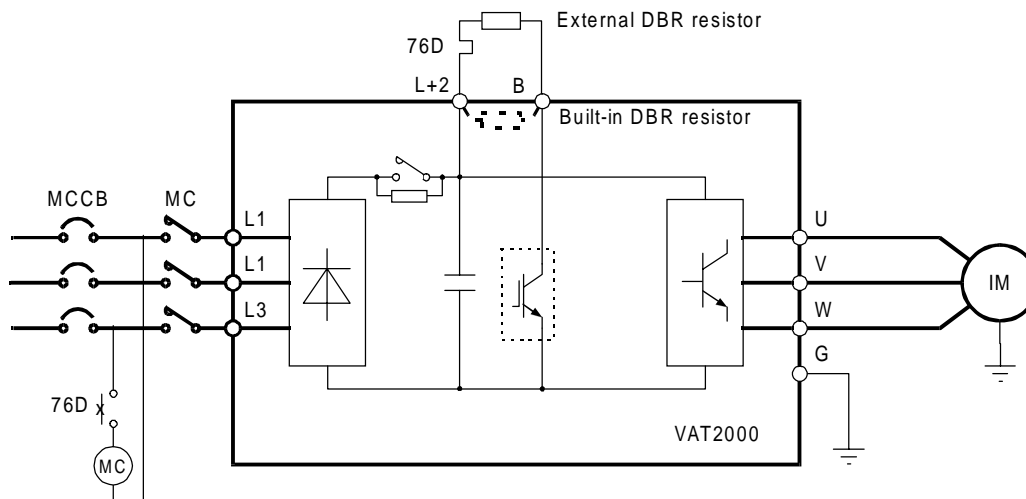 External DBR resistor
76D
L+2
B
Built-in DBR resistor
MCCB
MC
L1
U
L1
V
IM
L3
W
G
76D
x
VAT2000
MC